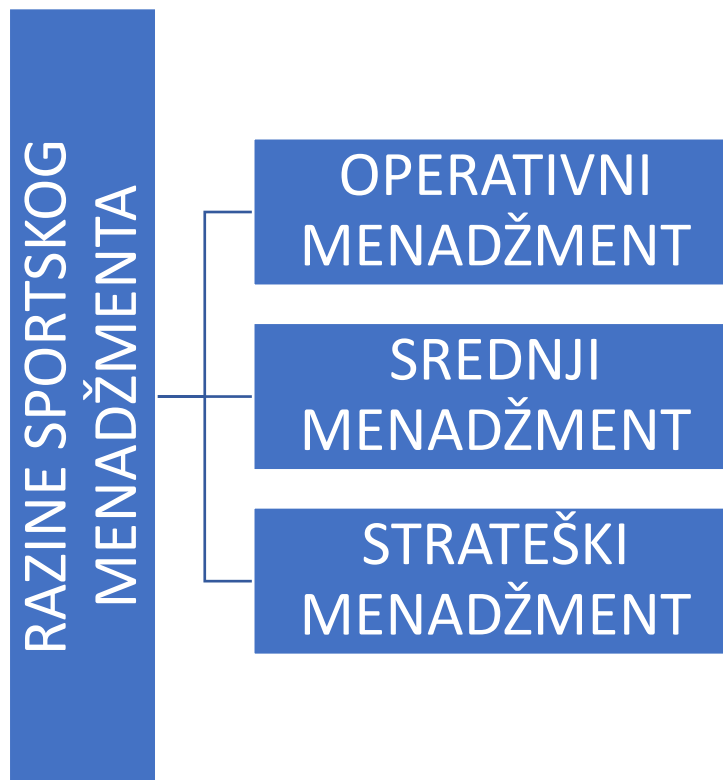 RAZINE SPORTSKOG
MENADŽMENTA
OPERATIVNI
MENADŽMENT
SREDNJI
MENADŽMENT
STRATEŠKI
MENADŽMENT